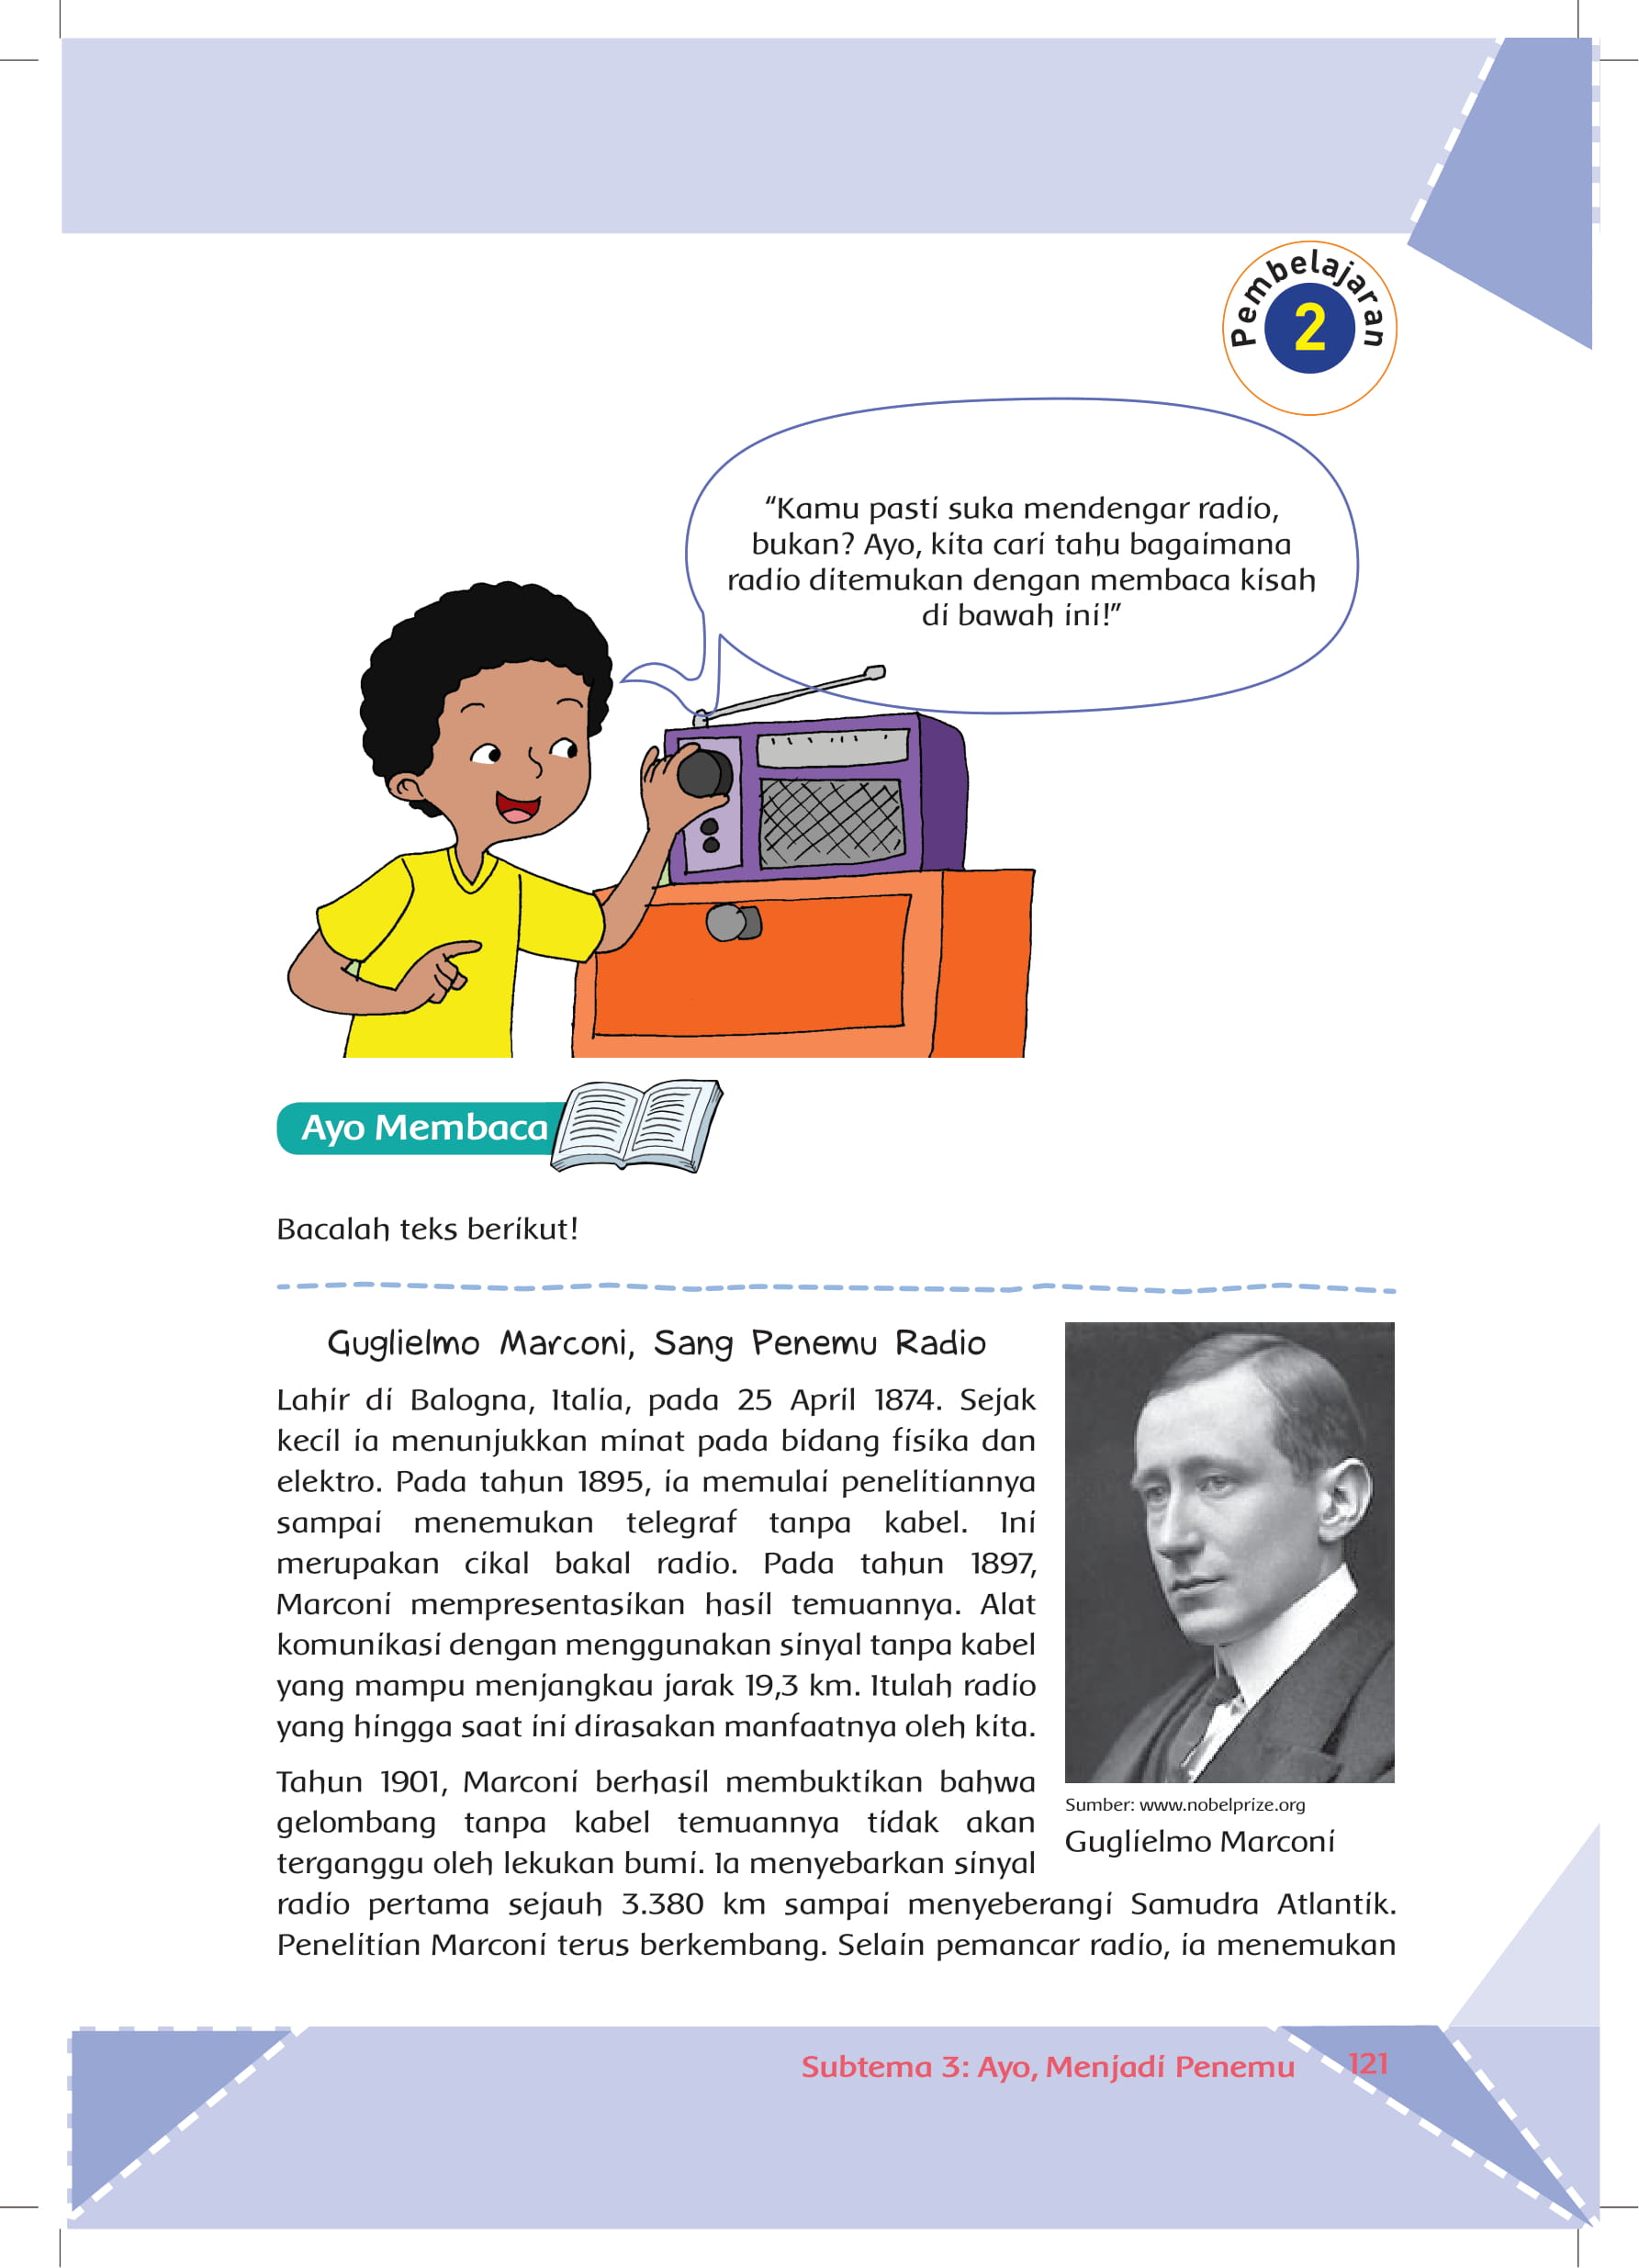 Pembelajaran
2
“Kamu pasti suka mendengar radio,
bukan? Ayo, kita cari tahu bagaimana
radio ditemukan dengan membaca kisah
di bawah ini!”
Ayo Membaca
Bacalah teks berikut!
Guglielmo Marconi, Sang Penemu Radio
Lahir di Balogna, Italia, pada 25 April 1874. Sejak
kecil ia menunjukkan minat pada bidang fisika dan
elektro. Pada tahun 1895, ia memulai penelitiannya
sampai menemukan telegraf tanpa kabel. Ini
merupakan cikal bakal radio. Pada tahun 1897,
Marconi mempresentasikan hasil temuannya. Alat
komunikasi dengan menggunakan sinyal tanpa kabel
yang mampu menjangkau jarak 19,3 km. Itulah radio
yang hingga saat ini dirasakan manfaatnya oleh kita.
Tahun 1901, Marconi berhasil membuktikan bahwa
gelombang tanpa kabel temuannya tidak akan
terganggu oleh lekukan bumi. Ia menyebarkan sinyal
radio pertama sejauh 3.380 km sampai menyeberangi Samudra Atlantik.
Penelitian Marconi terus berkembang. Selain pemancar radio, ia menemukan
Sumber: www.nobelprize.org
Guglielmo Marconi
Subtema 3: Ayo, Menjadi Penemu
121